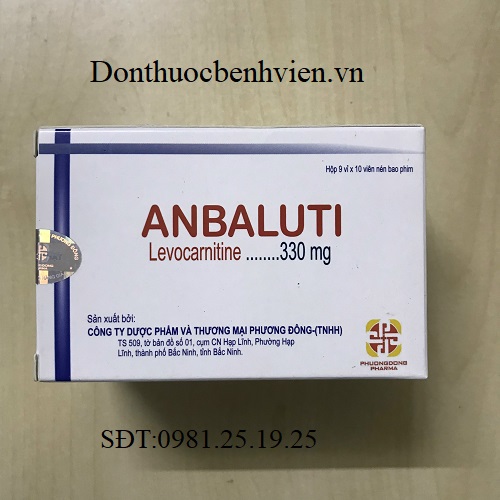 Donthuocbenhvien.vn
Hộp 9 vỉ x 10 viên nén bao phim
ANBALUTI
Levocarnitine ........330 mg
PHƯƠNG ĐÔNG
Sản xuất bởi:
CÔNG TY DƯỢC PHẨM VÀ THƯƠNG MẠI PHƯƠNG ĐÔNG-(TNHH)
TS 509, tờ bản đồ số 01, cụm CN Hạp Lĩnh, Phường Hạp
Lĩnh, thành phố Bắc Ninh, tỉnh Bắc Ninh.
PHUONGDONG
PHARMA
SĐT:0981.25.19.25